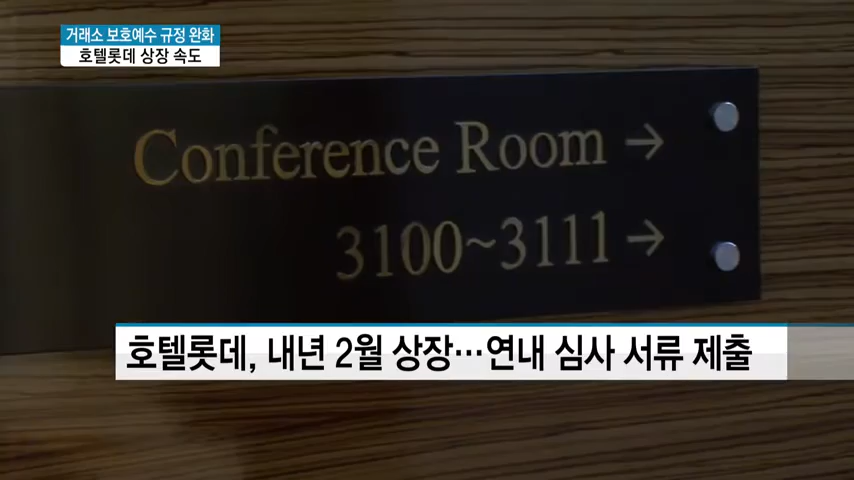 거래소 보호예수 규정 완화
호텔롯데 상장 속도
Conference Room →
3100~3111 →
호텔롯데, 내년 2월 상장…연내 심사 서류 제출